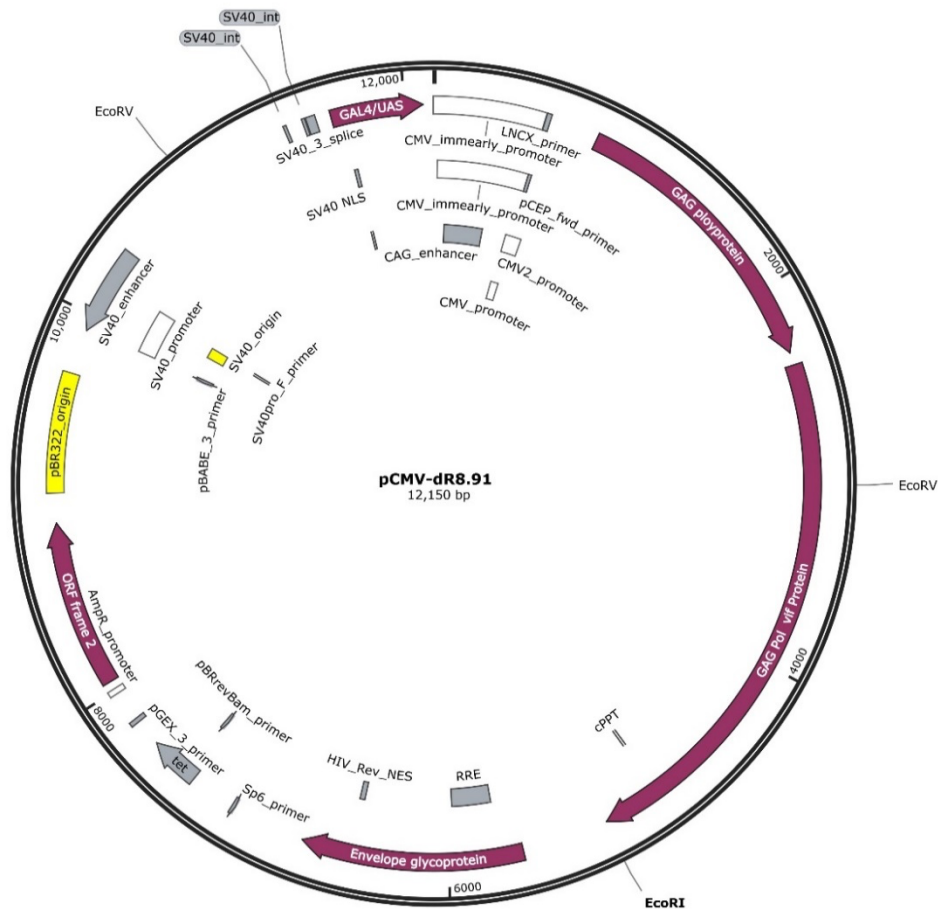 SV40_int
SV40_int
12,000
GAL4/UAS
LNCX_primer
EcoRV
SV40_3_splice
CMV_immearly_promoter
GAG ployprotein
SV40 NLS
CMV_immearly_promoter
pCEP_fwd_primer
CAG_enhancer
CMV2_promoter
2000
CMV_promoter
10,000
SV40_enhancer
SV40_promoter
SV40_origin
SV40pro_F_primer
pBABE_3_primer
pBR322_origin
pCMV-dR8.91
12,150 bp
EcoRV
GAG Pol vif Protein
ORF frame 2
AmpR_promoter
4000
8000
pBRrevBam_primer
cPPT
pGEX_3_primer
tet
HIV_Rev_NES
RRE
Sp6_primer
Envelope glycoprotein
6000
EcoRI